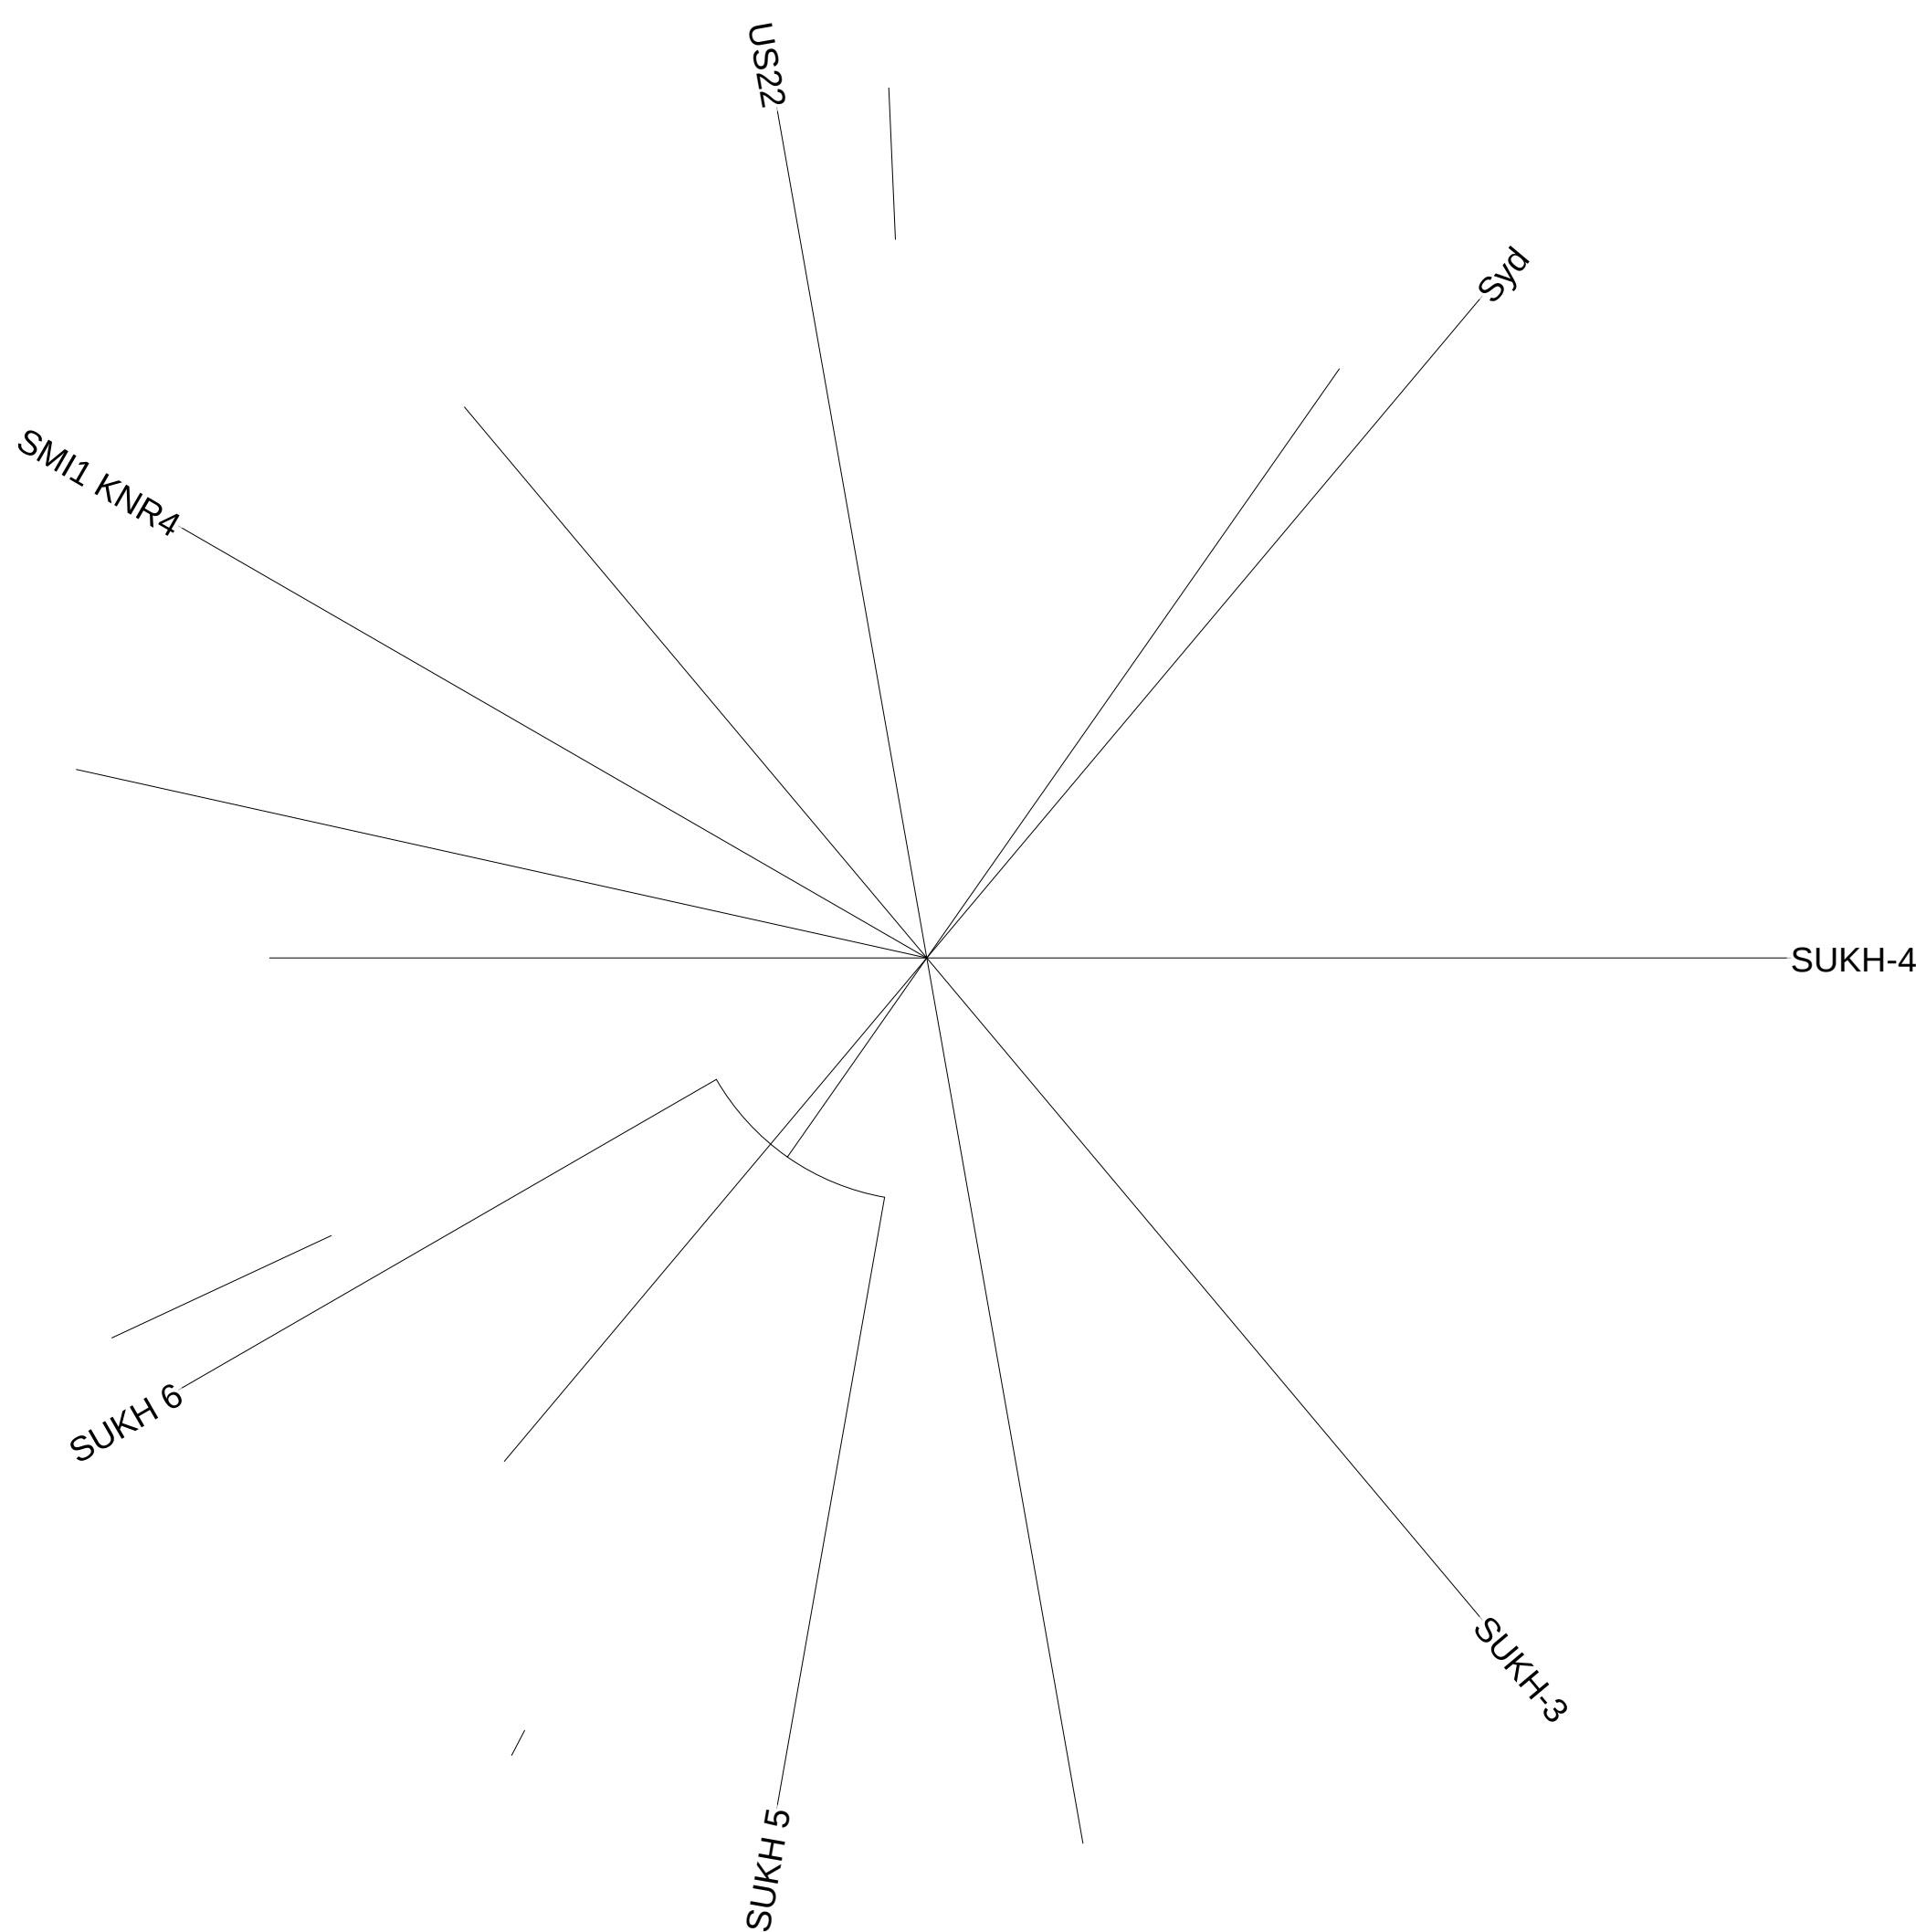 US22
Syd
SMI1 KNR4
SUKH-4
SUKH 6
SUKH-3
SUKH 5